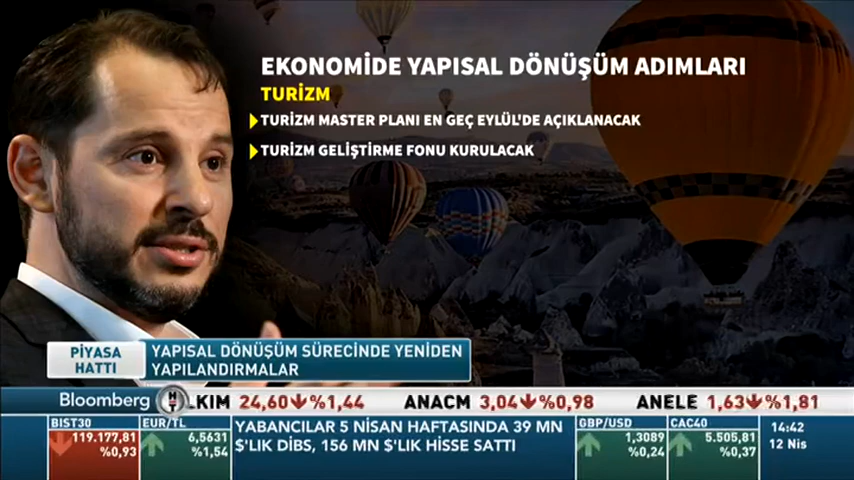 EKONOMİDE YAPISAL DÖNÜŞÜM ADIMLARI
TURİZM
TURİZM MASTER PLANI EN GEÇ EYLÜL'DE AÇIKLANACAK
TURİZM GELİŞTİRME FONU KURULACAK
PİYASA
HATTI
YAPISAL DÖNÜŞÜM SÜRECİNDE YENİDEN
YAPILANDIRMALAR
Bloomberg HT LKIM 24,60 %1,44 ANACM 3,04 %0,98 ANELE 1,63 %1,81
BIST30
119.177,81
%0,93
EUR/TL
6,5631
%1,54
YABANCILAR 5 NİSAN HAFTASINDA 39 MN
$'LIK DİBS, 156 MN $'LIK HİSSE SATTI
GBP/USD
1,3089
%0,24
CAC40
5.505,81
%0,37
14:42
12 Nis